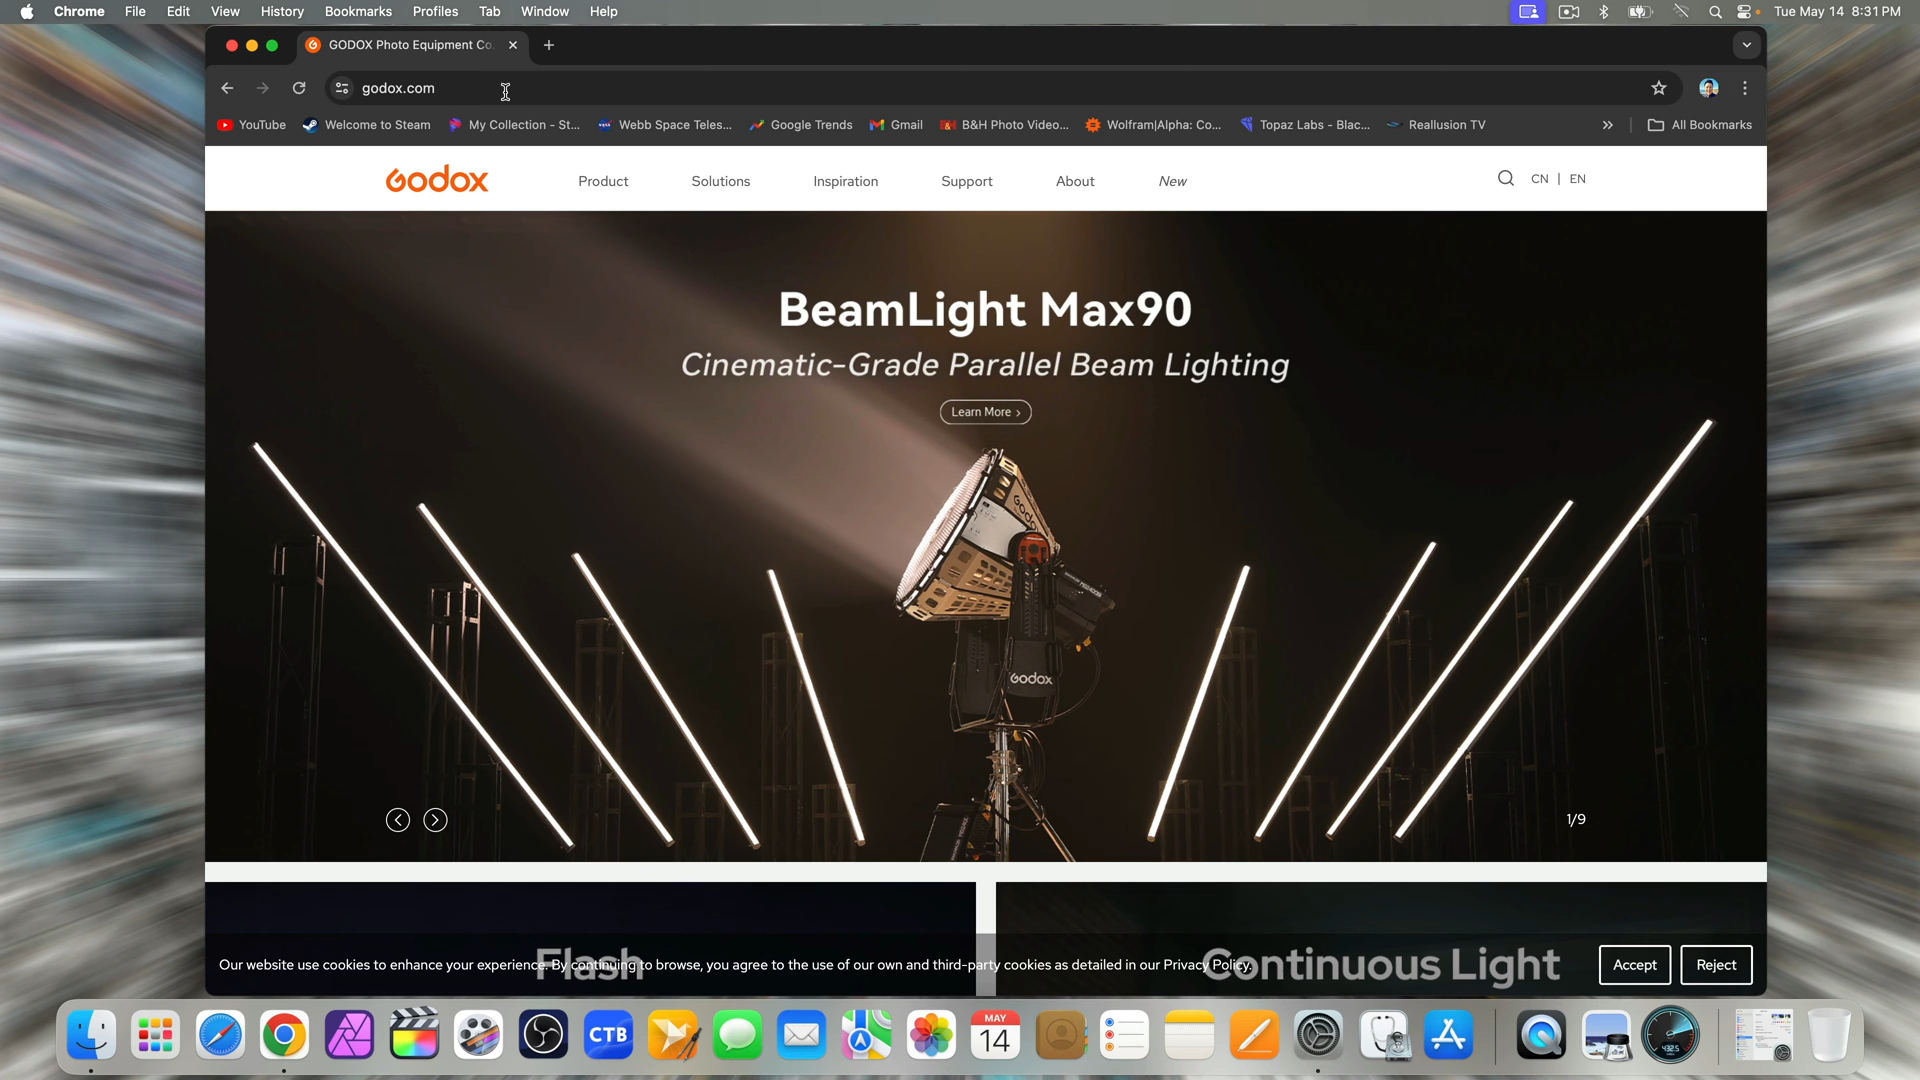 Chrome File Edit View History Bookmarks Profiles Tab Window Help Tue May 14 8:31 PM
GODOX Photo Equipment Co
godox.com
YouTube Welcome to Steam My Collection - St... Webb Space Teles... Google Trends Gmail B&H Photo Video... Wolfram|Alpha: Co... Topaz Labs - Blac... Reallusion TV » All Bookmarks
Godox Product Solutions Inspiration Support About New CN | EN
BeamLight Max90
Cinematic-Grade Parallel Beam Lighting
Learn More >
Godox
Godox
1/9
Flash
Continuous Light
Our website use cookies to enhance your experience. By continuing to browse, you agree to the use of our own and third-party cookies as detailed in our Privacy Policy. Accept Reject
CTB
MAY
14
432.5